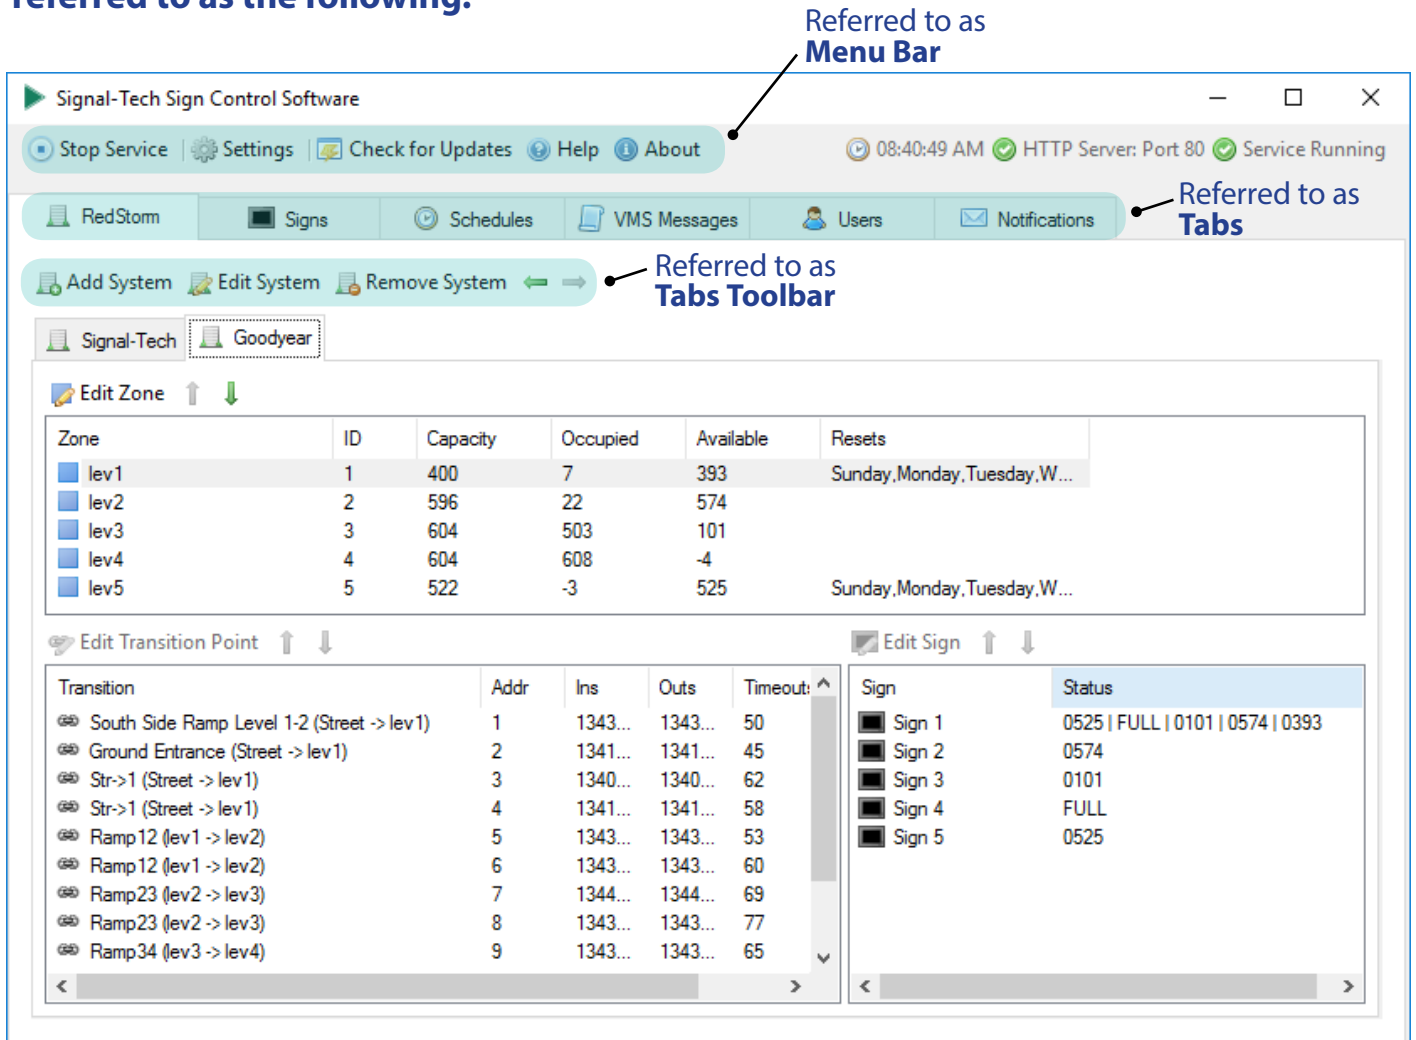 referred to as the following:
Referred to as
Menu Bar
Signal-Tech Sign Control Software
Stop Service Settings Check for Updates Help About 08:40:49 AM HTTP Server: Port 80 Service Running
Referred to as
Tabs
RedStorm Signs Schedules VMS Messages Users Notifications
Referred to as
Tabs Toolbar
Add System Edit System Remove System
Signal-Tech Goodyear
Edit Zone
Zone ID Capacity Occupied Available Resets
lev1 1 400 7 393 Sunday,Monday,Tuesday,W...
lev2 2 596 22 574
lev3 3 604 503 101
lev4 4 604 608 -4
lev5 5 522 -3 525 Sunday,Monday,Tuesday,W...
Edit Transition Point
Transition Addr Ins Outs Timeouts
South Side Ramp Level 1-2 (Street -> lev1) 1 1343... 1343... 50
Ground Entrance (Street -> lev1) 2 1341... 1341... 45
Str->1 (Street -> lev1) 3 1340... 1340... 62
Str->1 (Street -> lev1) 4 1341... 1341... 58
Ramp12 (lev1 -> lev2) 5 1343... 1343... 53
Ramp12 (lev1 -> lev2) 6 1343... 1343... 60
Ramp23 (lev2 -> lev3) 7 1344... 1344... 69
Ramp23 (lev2 -> lev3) 8 1343... 1343... 77
Ramp34 (lev3 -> lev4) 9 1343... 1343... 65
Edit Sign
Sign Status
Sign 1 0525 | FULL | 0101 | 0574 | 0393
Sign 2 0574
Sign 3 0101
Sign 4 FULL
Sign 5 0525